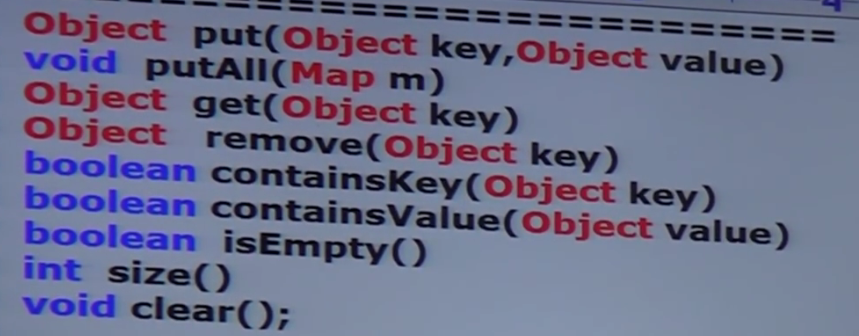 ========================
Object put(Object key,Object value)
void putAll(Map m)
Object get(Object key)
Object remove(Object key)
boolean containsKey(Object key)
boolean containsValue(Object value)
boolean isEmpty()
int size()
void clear();